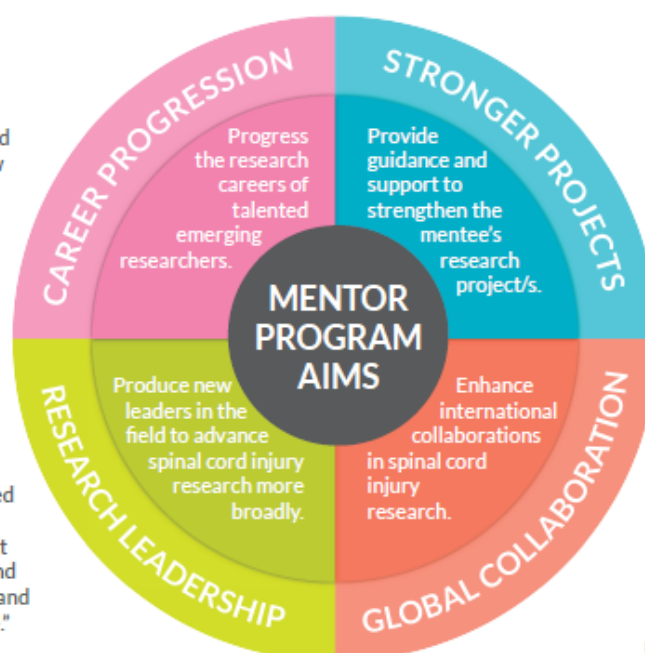 CAREER PROGRESSION
Progress
the research
careers of
talented
emerging
researchers.
STRONGER PROJECTS
Provide
guidance and
support to
strengthen the
mentee's
research
project/s.
MENTOR
PROGRAM
AIMS
RESEARCH LEADERSHIP
Produce new
leaders in the
field to advance
spinal cord injury
research more
broadly.
GLOBAL COLLABORATION
Enhance
international
collaborations
in spinal cord
injury
research.
and
."